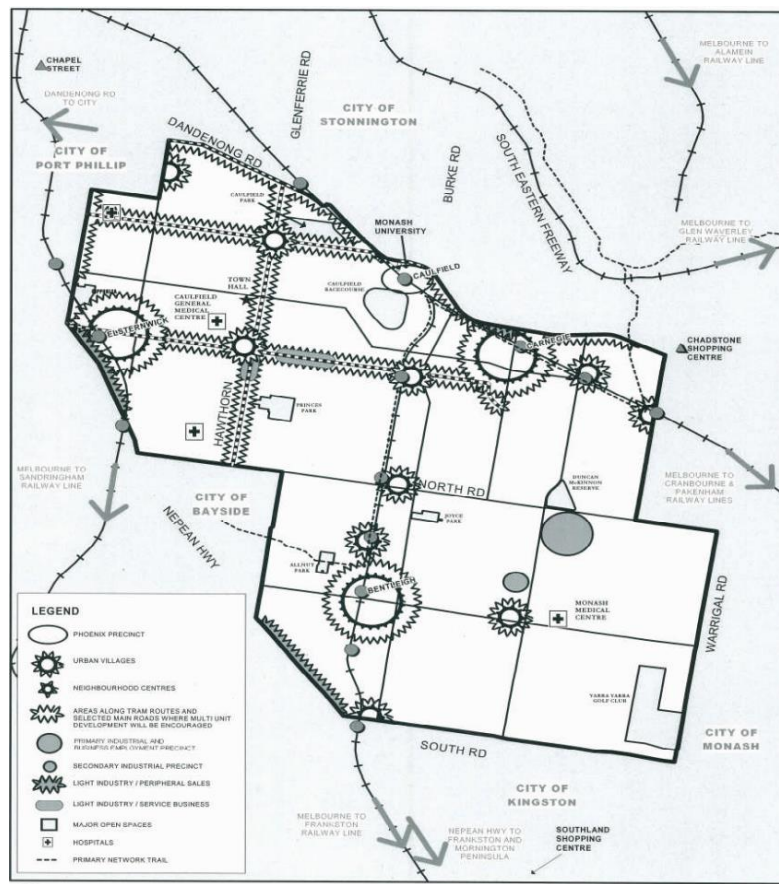 CHAPEL
STREET
DANDENONG RD
TO CITY
CITY OF
PORT PHILLIP
DANDENONG RD
GLENFERRIE RD
CITY OF
STONNINGTON
BURKE RD
SOUTH EASTERN FREEWAY
MELBOURNE TO
ALAMEIN
RAILWAY LINE
MELBOURNE TO
GLEN WAVERLEY
RAILWAY LINE
CAULFIELD
PARK
MONASH
UNIVERSITY
CAULFIELD
CAULFIELD
RACECOURSE
TOWN
HALL
CAULFIELD
GENERAL
MEDICAL
CENTRE
ELSTERNWICK
CARNEGIE
CHADSTONE
SHOPPING
CENTRE
HAWTHORN
PRINCES
PARK
MELBOURNE TO
SANDRINGHAM
RAILWAY LINE
CITY OF
BAYSIDE
NEPEAN HWY
NORTH RD
DUNCAN
McKINNON
RESERVE
MELBOURNE TO
CRANBOURNE &
PAKENHAM
RAILWAY LINES
JOYCE
PARK
ALLNUT
PARK
BENTLEIGH
MONASH
MEDICAL
CENTRE
WARRIGAL RD
YARRA YARRA
GOLF CLUB
CITY OF
MONASH
SOUTH RD
CITY OF
KINGSTON
MELBOURNE TO
FRANKSTON
RAILWAY LINE
NEPEAN HWY TO
FRANKSTON AND
MORNINGTON
PENINSULA
SOUTHLAND
SHOPPING
CENTRE
LEGEND
PHOENIX PRECINCT
URBAN VILLAGES
NEIGHBOURHOOD CENTRES
AREAS ALONG TRAM ROUTES AND
SELECTED MAIN ROADS WHERE MULTI UNIT
DEVELOPMENT WILL BE ENCOURAGED
PRIMARY INDUSTRIAL AND
BUSINESS EMPLOYMENT PRECINCT
SECONDARY INDUSTRIAL PRECINCT
LIGHT INDUSTRY / PERIPHERAL SALES
LIGHT INDUSTRY / SERVICE BUSINESS
MAJOR OPEN SPACES
HOSPITALS
PRIMARY NETWORK TRAIL